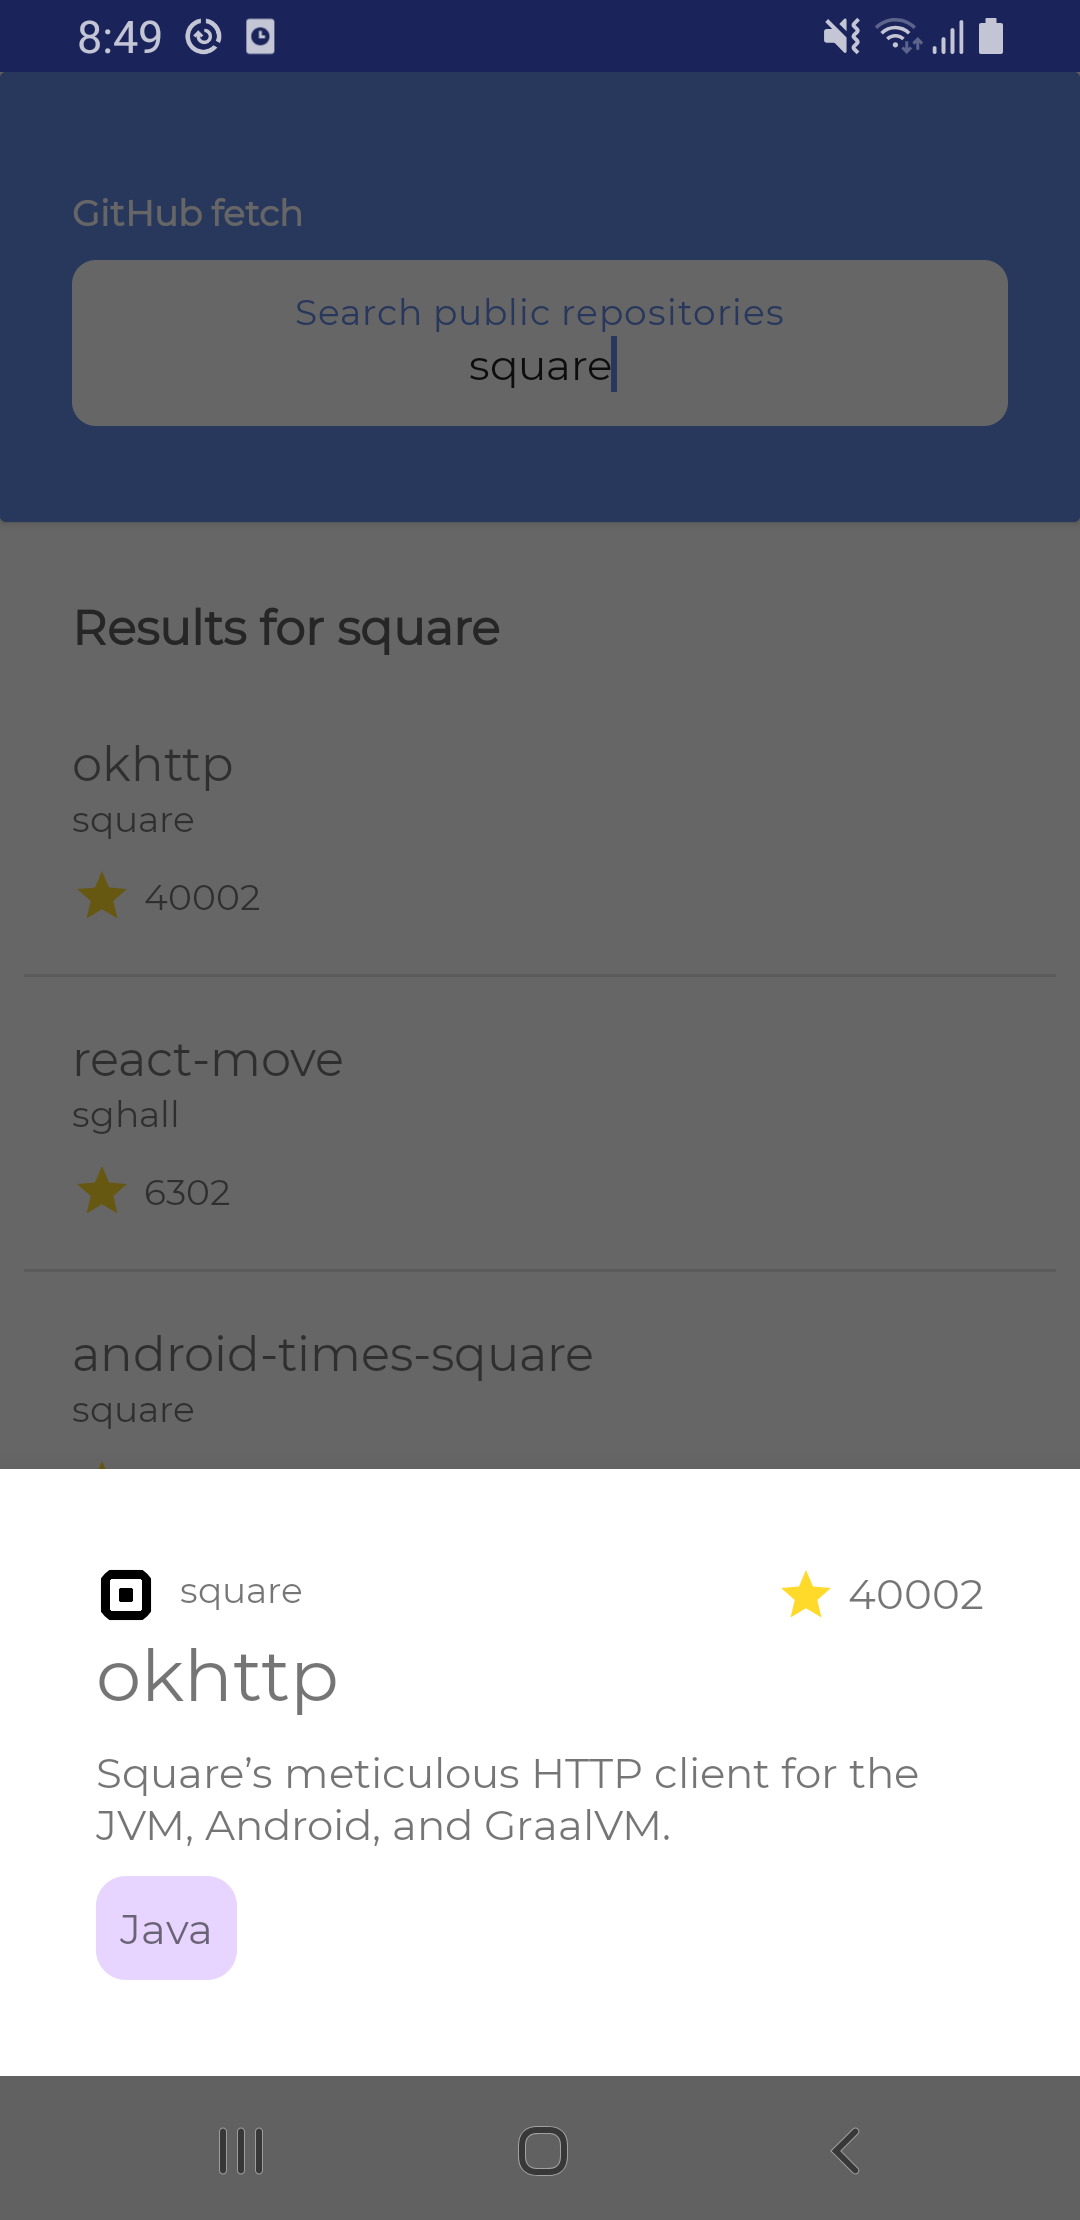 8:49
GitHub fetch
Search public repositories
square
Results for square
okhttp
square
40002
react-move
sghall
6302
android-times-square
square
square
40002
okhttp
Square’s meticulous HTTP client for the
JVM, Android, and GraalVM.
Java